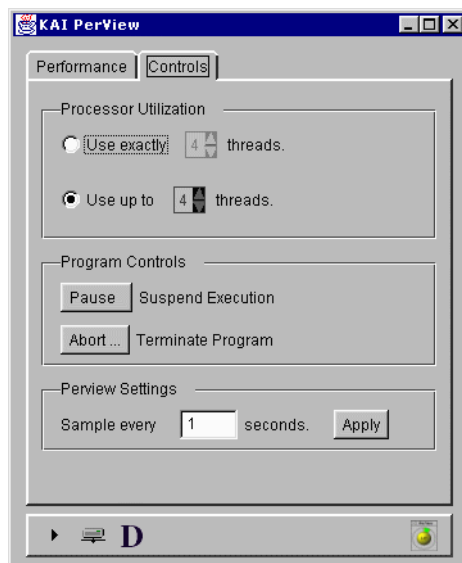 KAI PerView
Performance Controls
Processor Utilization
Use exactly 4 threads.
Use up to 4 threads.
Program Controls
Pause Suspend Execution
Abort ... Terminate Program
Perview Settings
Sample every 1 seconds. Apply
D